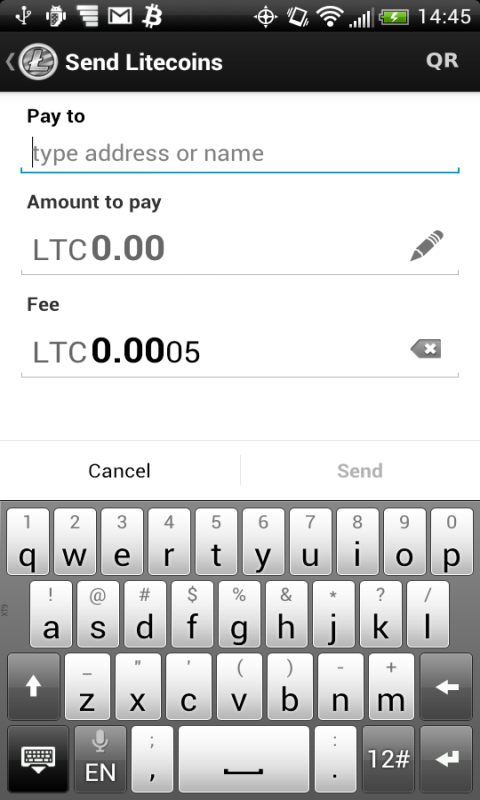 14:45
Send Litecoins
QR
Pay to
type address or name
Amount to pay
LTC 0.00
Fee
LTC 0.0005
Cancel Send
1 2 3 4 5 6 7 8 9 0
q w e r t y u i o p
! @ # $ % & * ? /
a s d f g h j k l
XT9
_ " ' ( ) - +
z x c v b n m
; :
EN , . 12#